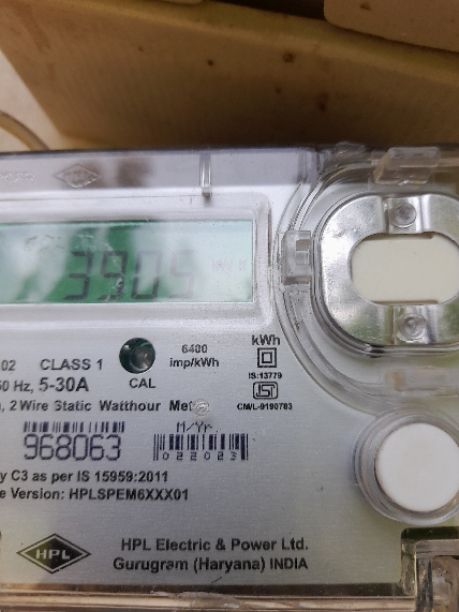 3909
02 CLASS 1
6400
imp/kWh
kWh
50 Hz, 5-30A
CAL
IS:13779
, 2 Wire Static Watthour Met
CM/L-9190783
968063
M/Yr.
022023
y C3 as per IS 15959:2011
e Version: HPLSPEM6XXX01
HPL
HPL Electric & Power Ltd.
Gurugram (Haryana) INDIA